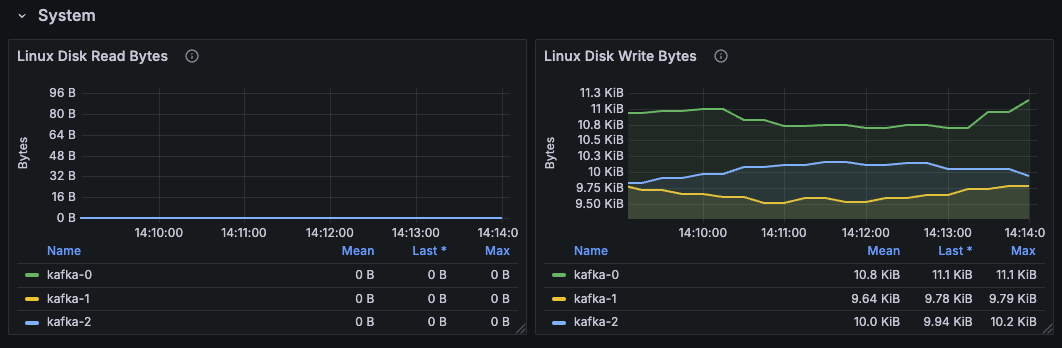 System
Linux Disk Read Bytes
Bytes
96 B
80 B
64 B
48 B
32 B
16 B
0 B
14:10:00 14:11:00 14:12:00 14:13:00 14:14:0
Name Mean Last * Max
kafka-0 0 B 0 B 0 B
kafka-1 0 B 0 B 0 B
kafka-2 0 B 0 B 0 B
Linux Disk Write Bytes
Bytes
11.3 KiB
11 KiB
10.8 KiB
10.5 KiB
10.3 KiB
10 KiB
9.75 KiB
9.50 KiB
14:10:00 14:11:00 14:12:00 14:13:00 14:14:0
Name Mean Last * Max
kafka-0 10.8 KiB 11.1 KiB 11.1 KiB
kafka-1 9.64 KiB 9.78 KiB 9.79 KiB
kafka-2 10.0 KiB 9.94 KiB 10.2 KiB